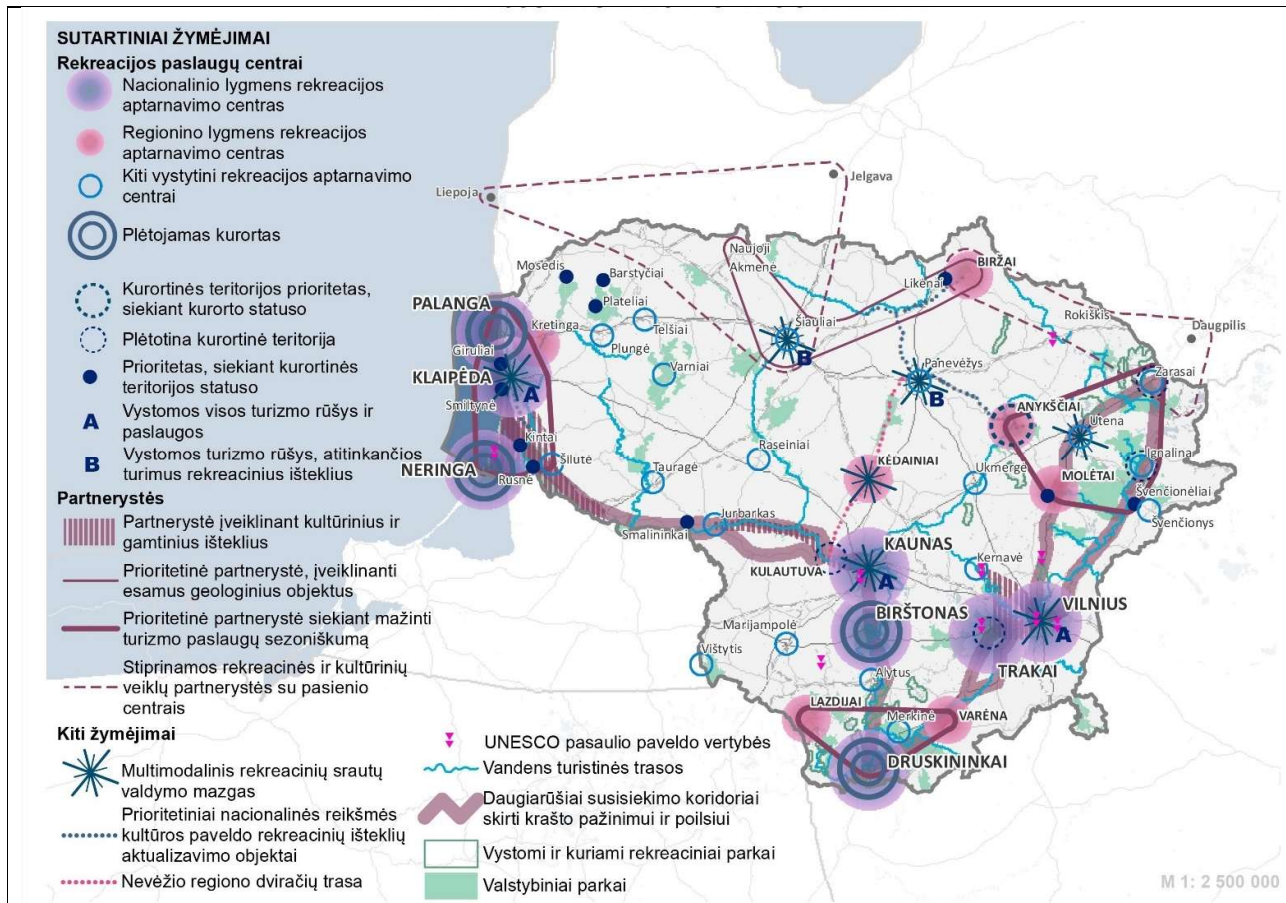 SUTARTINIAI ŽYMĖJIMAI
Rekreacijos paslaugų centrai
Nacionalinio lygmens rekreacijos
aptarnavimo centras
Regionino lygmens rekreacijos
aptarnavimo centras
Kiti vystytini rekreacijos aptarnavimo
centrai
Plėtojamas kurortas
Kurortinės teritorijos prioritetas,
siekiant kurorto statuso
Plėtotina kurortinė teritorija
Prioritetas, siekiant kurortinės
teritorijos statuso
A
Vystomos visos turizmo rūšys ir
paslaugos
B
Vystomos turizmo rūšys, atitinkančios
turimus rekreacinius išteklius
Partnerystės
Partnerystė įveiklinant kultūrinius ir
gamtinius išteklius
Prioritetinė partnerystė, įveiklinanti
esamus geologinius objektus
Prioritetinė partnerystė siekiant mažinti
turizmo paslaugų sezoniškumą
Stiprinamos rekreacinės ir kultūrinių
veiklų partnerystės su pasienio
centrais
Kiti žymėjimai
Multimodalinis rekreacinių srautų
valdymo mazgas
Prioritetiniai nacionalinės reikšmės
kultūros paveldo rekreacinių išteklių
aktualizavimo objektai
Nevėžio regiono dviračių trasa
UNESCO pasaulio paveldo vertybės
Vandens turistinės trasos
Daugiarūšiai susisiekimo koridoriai
skirti krašto pažinimui ir poilsiui
Vystomi ir kuriami rekreaciniai parkai
Valstybiniai parkai
Liepoja
Jelgava
Naujoji
Akmenė
Mosėdis
Barstyčiai
Likėnai
BIRŽAI
PALANGA
Plateliai
Kretinga
Telšiai
Šiauliai
B
Rokiškis
Daugpilis
Giruliai
Plungė
Varniai
Panevėžys
B
Zarasai
KLAIPĖDA
A
Smiltynė
ANYKŠČIAI
Utena
Kintai
NERINGA
Rusnė
Šilutė
Tauragė
Raseiniai
KĖDAINIAI
Ukmergė
MOLĖTAI
Ignalina
Švenčionėliai
Švenčionys
Smalininkai
Jurbarkas
KULAUTUVA
KAUNAS
A
Kernavė
BIRŠTONAS
VILNIUS
A
Marijampolė
Vištytis
Alytus
TRAKAI
LAZDIJAI
Merkinė
VARĖNA
DRUSKININKAI
M 1: 2 500 000